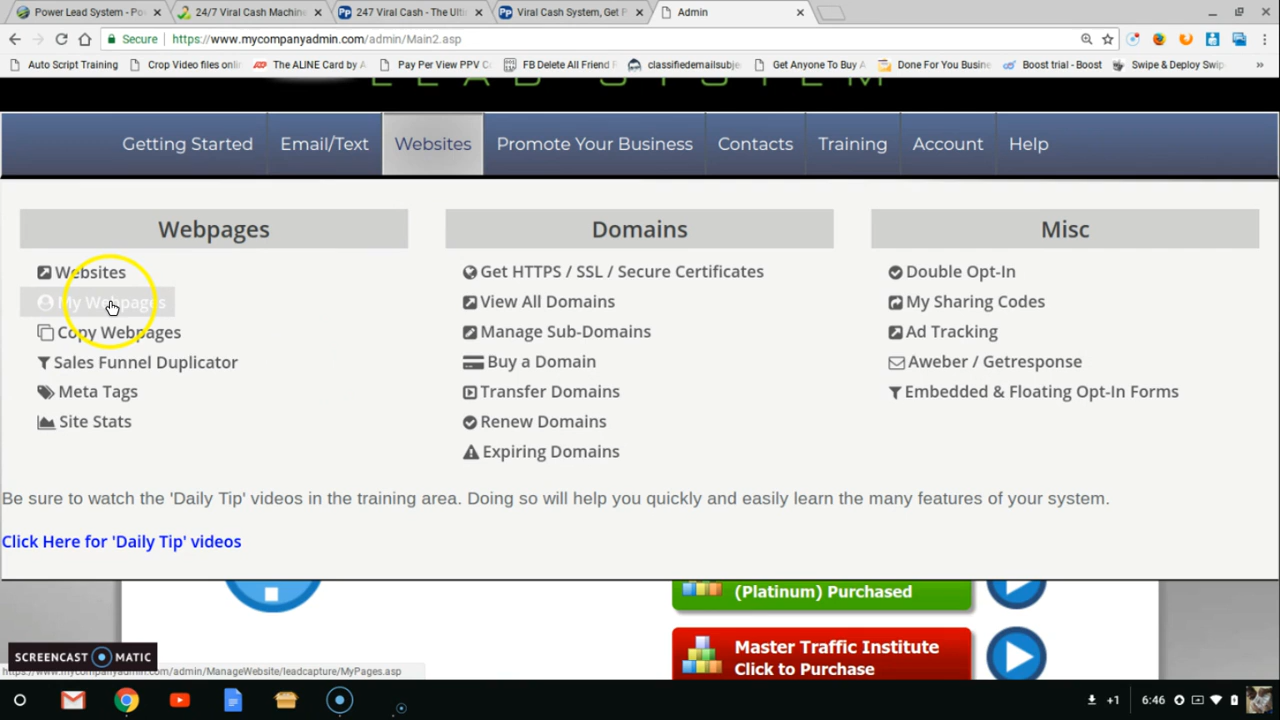 Power Lead System - Pow
24/7 Viral Cash Machin
247 Viral Cash - The Ulti
Viral Cash System, Get P
Admin
Secure
https://www.mycompanyadmin.com/admin/Main2.asp
Auto Script Training
Crop Video files onli
The ALINE Card by A
Pay Per View PPV C
FB Delete All Friend R
classifiedemailsubje
Get Anyone To Buy A
Done For You Busine
Boost trial - Boost
Swipe & Deploy Swip
LEAD SYSTEM
Getting Started
Email/Text
Websites
Promote Your Business
Contacts
Training
Account
Help
Webpages
Websites
My Webpages
Copy Webpages
Sales Funnel Duplicator
Meta Tags
Site Stats
Domains
Get HTTPS / SSL / Secure Certificates
View All Domains
Manage Sub-Domains
Buy a Domain
Transfer Domains
Renew Domains
Expiring Domains
Misc
Double Opt-In
My Sharing Codes
Ad Tracking
Aweber / Getresponse
Embedded & Floating Opt-In Forms
Be sure to watch the 'Daily Tip' videos in the training area. Doing so will help you quickly and easily learn the many features of your system.
Click Here for 'Daily Tip' videos
(Platinum) Purchased
Master Traffic Institute
Click to Purchase
SCREENCAST MATIC
https://www.mycompanyadmin.com/admin/ManageWebsite/leadcapture/MyPages.asp
+1
6:46